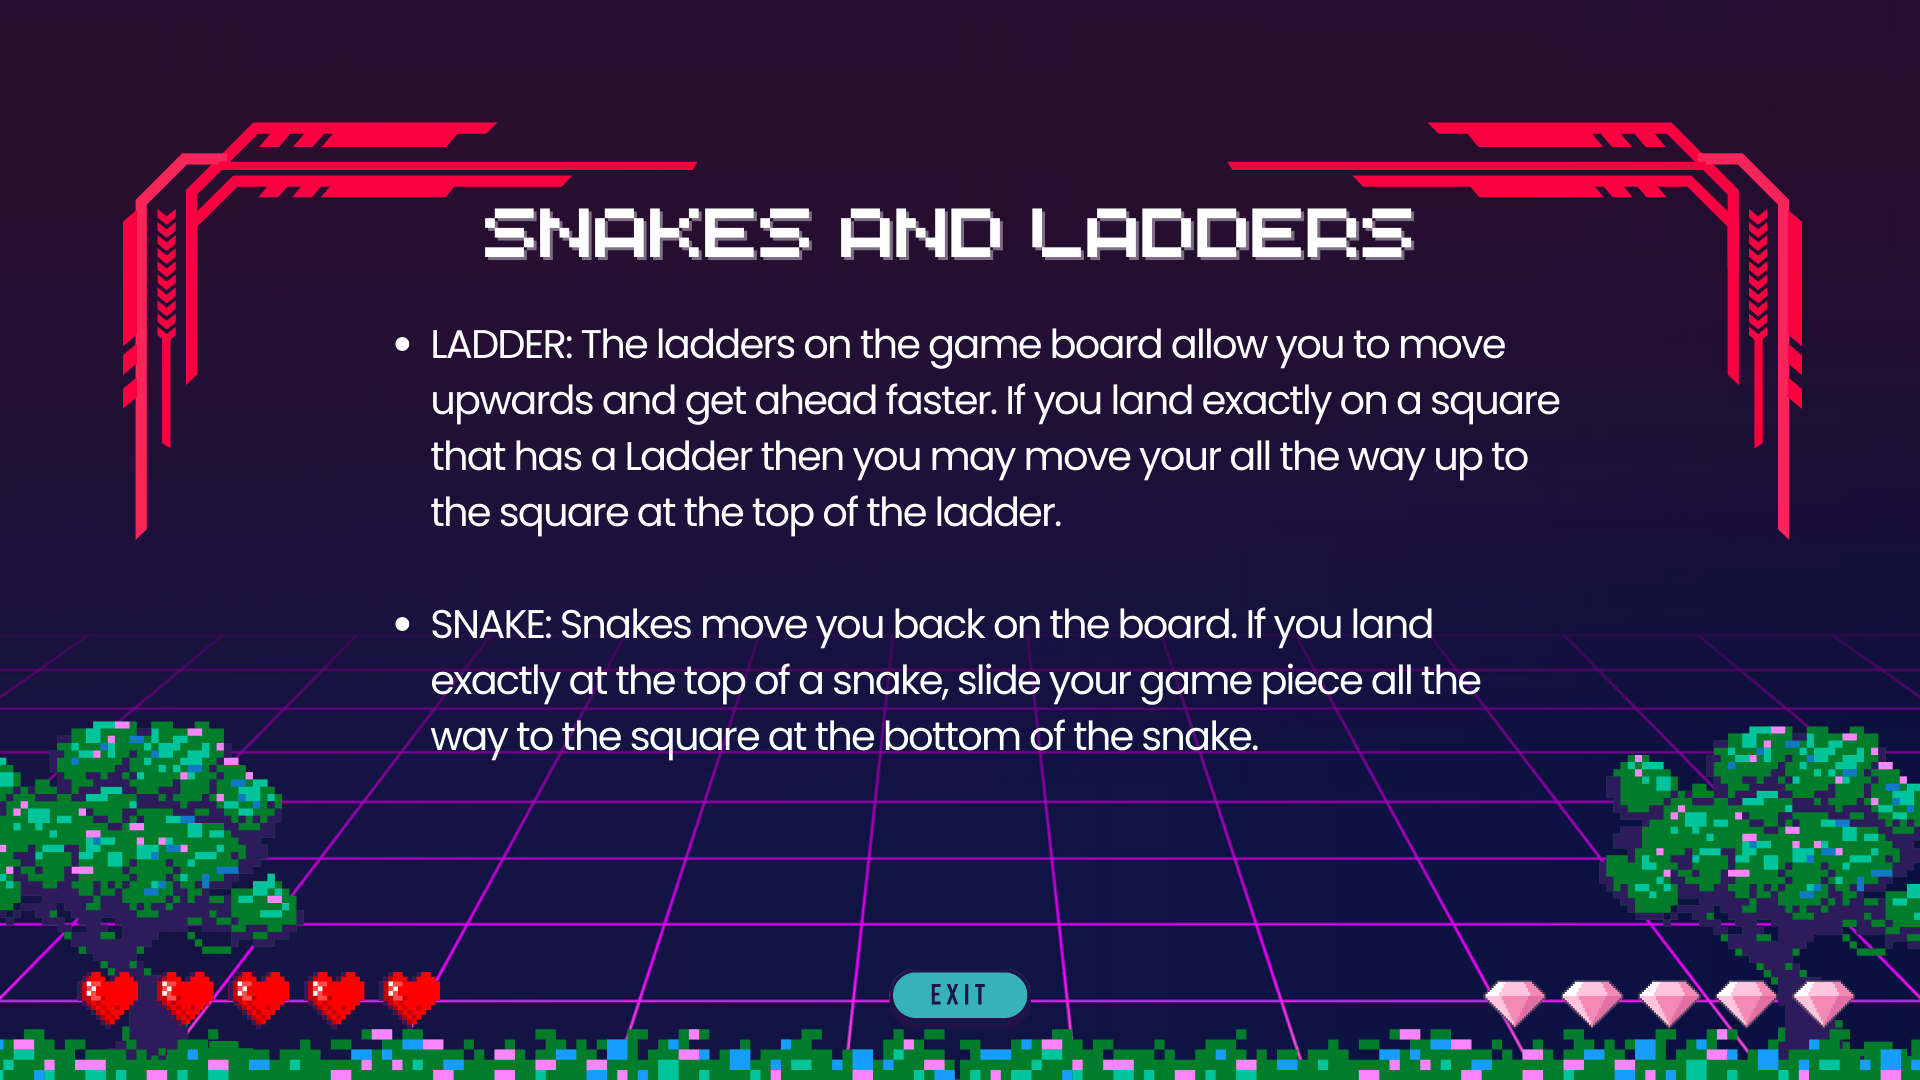 SNAKES AND LADDERS
• LADDER: The ladders on the game board allow you to move
upwards and get ahead faster. If you land exactly on a square
that has a Ladder then you may move your all the way up to
the square at the top of the ladder.
• SNAKE: Snakes move you back on the board. If you land
exactly at the top of a snake, slide your game piece all the
way to the square at the bottom of the snake.
EXIT